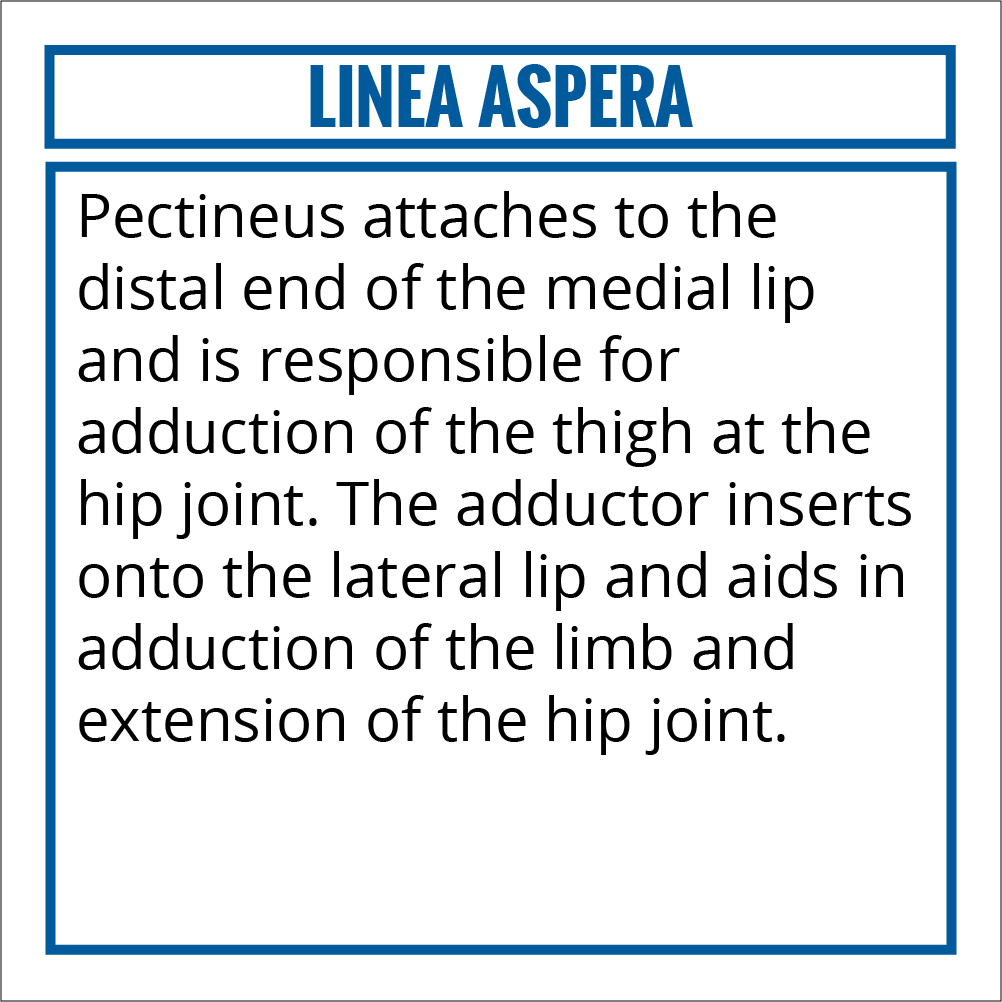 LINEA ASPERA
Pectineus attaches to the
distal end of the medial lip
and is responsible for
adduction of the thigh at the
hip joint. The adductor inserts
onto the lateral lip and aids in
adduction of the limb and
extension of the hip joint.